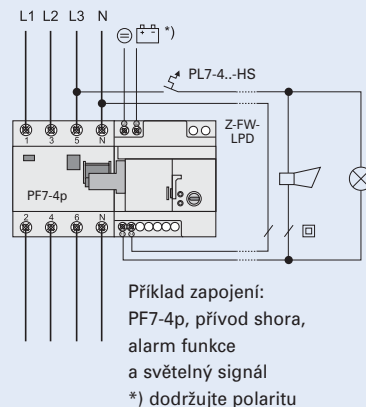 L1 L2 L3 N
*)
PL7-4..-HS
Z-FW-
LPD
1 3 5 N
PF7-4p
2 4 6 N
Příklad zapojení:
PF7-4p, přívod shora,
alarm funkce
a světelný signál
*) dodržujte polaritu